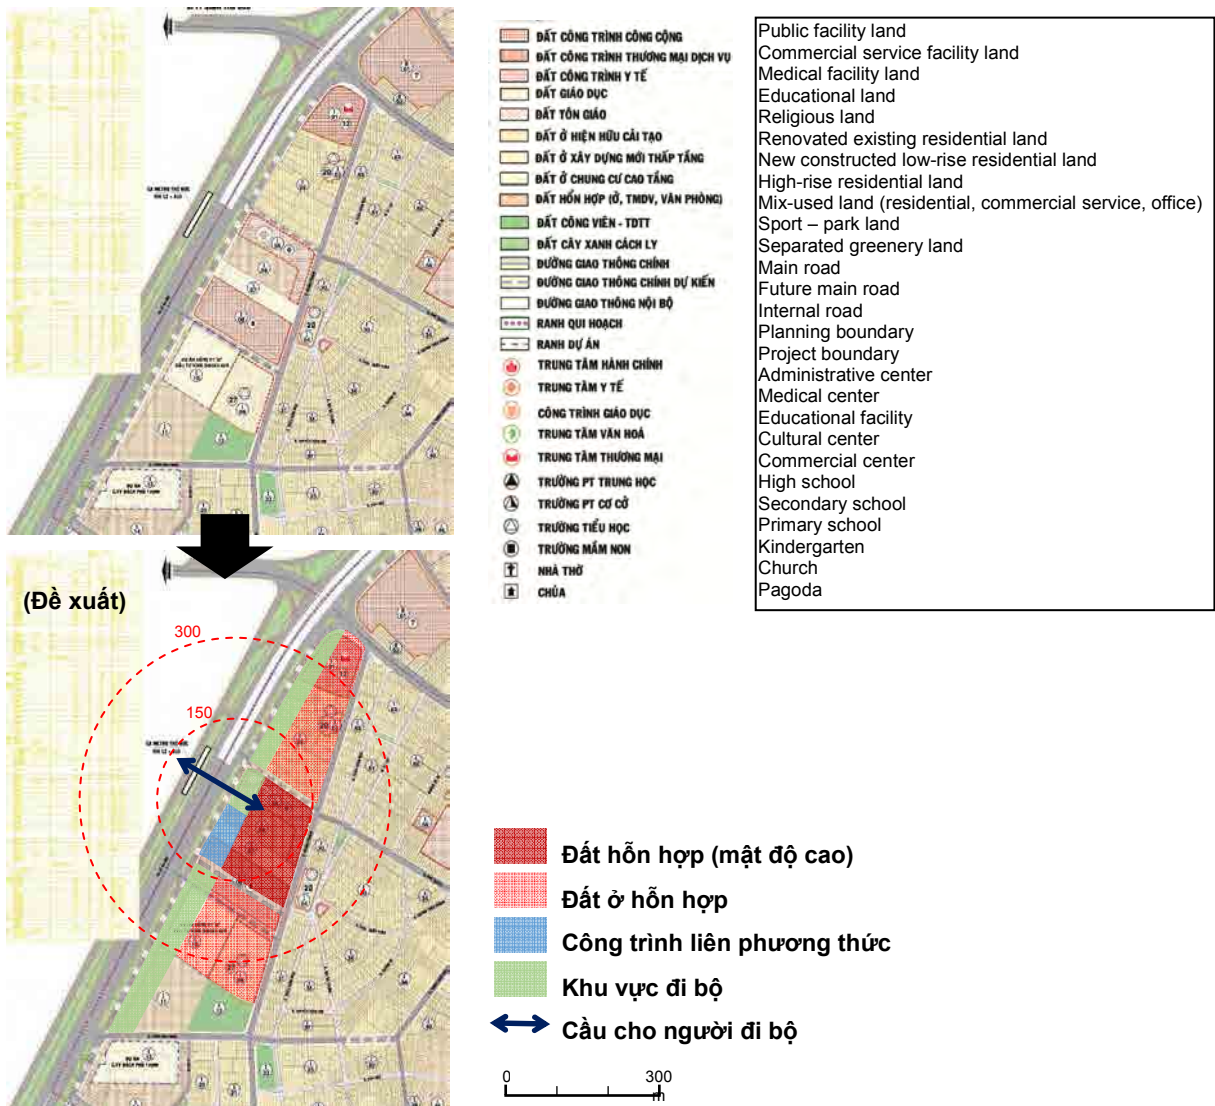 ĐẤT CÔNG TRÌNH CÔNG CỘNG
ĐẤT CÔNG TRÌNH THƯƠNG MẠI DỊCH VỤ
ĐẤT CÔNG TRÌNH Y TẾ
ĐẤT GIÁO DỤC
ĐẤT TÔN GIÁO
ĐẤT Ở HIỆN HỮU CẢI TẠO
ĐẤT Ở XÂY DỰNG MỚI THẤP TẦNG
ĐẤT Ở CHUNG CƯ CAO TẦNG
ĐẤT HỖN HỢP (Ở, TMDV, VĂN PHÒNG)
ĐẤT CÔNG VIÊN - TDTT
ĐẤT CÂY XANH CÁCH LY
ĐƯỜNG GIAO THÔNG CHÍNH
ĐƯỜNG GIAO THÔNG CHÍNH DỰ KIẾN
ĐƯỜNG GIAO THÔNG NỘI BỘ
RANH QUI HOẠCH
RANH DỰ ÁN
TRUNG TÂM HÀNH CHÍNH
TRUNG TÂM Y TẾ
CÔNG TRÌNH GIÁO DỤC
TRUNG TÂM VĂN HOÁ
TRUNG TÂM THƯƠNG MẠI
TRƯỜNG PT TRUNG HỌC
TRƯỜNG PT CƠ CỞ
TRƯỜNG TIỂU HỌC
TRƯỜNG MẦM NON
NHÀ THỜ
CHÙA
Public facility land
Commercial service facility land
Medical facility land
Educational land
Religious land
Renovated existing residential land
New constructed low-rise residential land
High-rise residential land
Mix-used land (residential, commercial service, office)
Sport – park land
Separated greenery land
Main road
Future main road
Internal road
Planning boundary
Project boundary
Administrative center
Medical center
Educational facility
Cultural center
Commercial center
High school
Secondary school
Primary school
Kindergarten
Church
Pagoda
(Đề xuất)
300
150
Đất hỗn hợp (mật độ cao)
Đất ở hỗn hợp
Công trình liên phương thức
Khu vực đi bộ
Cầu cho người đi bộ
0 300
m